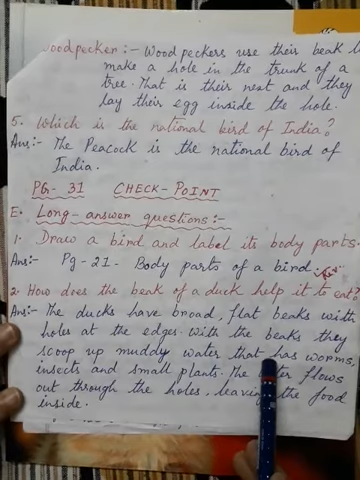 oodpecker :- Woodpeckers use their beak
make a hole in the trunk of a
tree. That is their nest and they
lay their egg inside the hole.
5. Which is the national bird of India?
Ans:- The Peacock is the national bird of
India.
PG- 31 CHECK-POINT
E. Long-answer questions:-
1. Draw a bird and label its body parts.
Ans:- Pg-21- Body parts of a bird.
2. How does the beak of a duck help it to eat?
Ans:- The ducks have broad, flat beaks with
holes at the edges. With the beaks they
scoop up muddy water that has worms,
insects and small plants. The flows
out through the holes, leaving the food
inside.